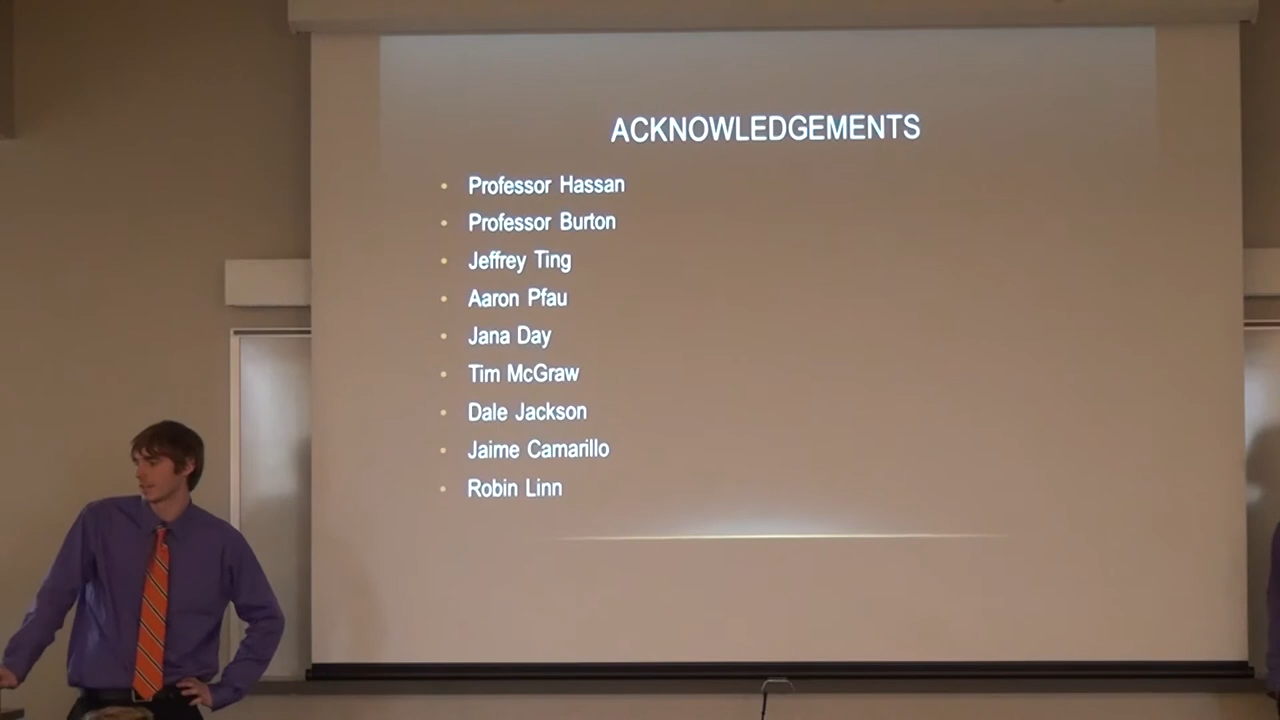 ACKNOWLEDGEMENTS
• Professor Hassan
• Professor Burton
• Jeffrey Ting
• Aaron Pfau
• Jana Day
• Tim McGraw
• Dale Jackson
• Jaime Camarillo
• Robin Linn